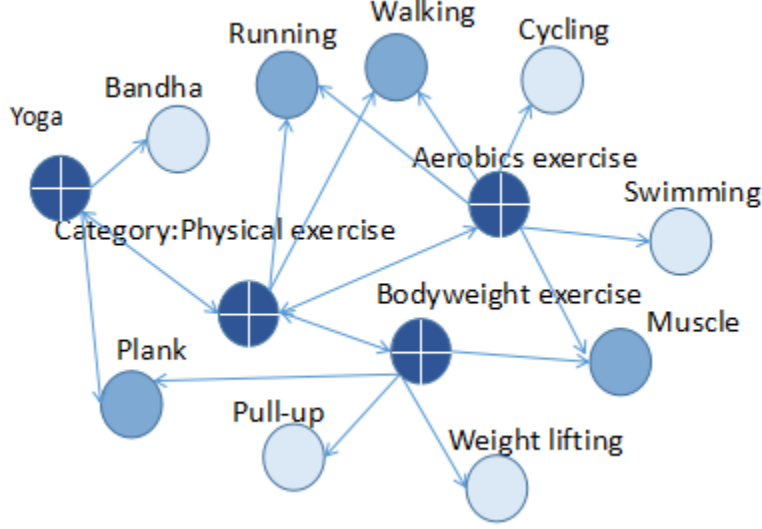 Walking
Running
Cycling
Bandha
Yoga
Aerobics exercise
Swimming
Category:Physical exercise
Bodyweight exercise
Muscle
Plank
Pull-up
Weight lifting